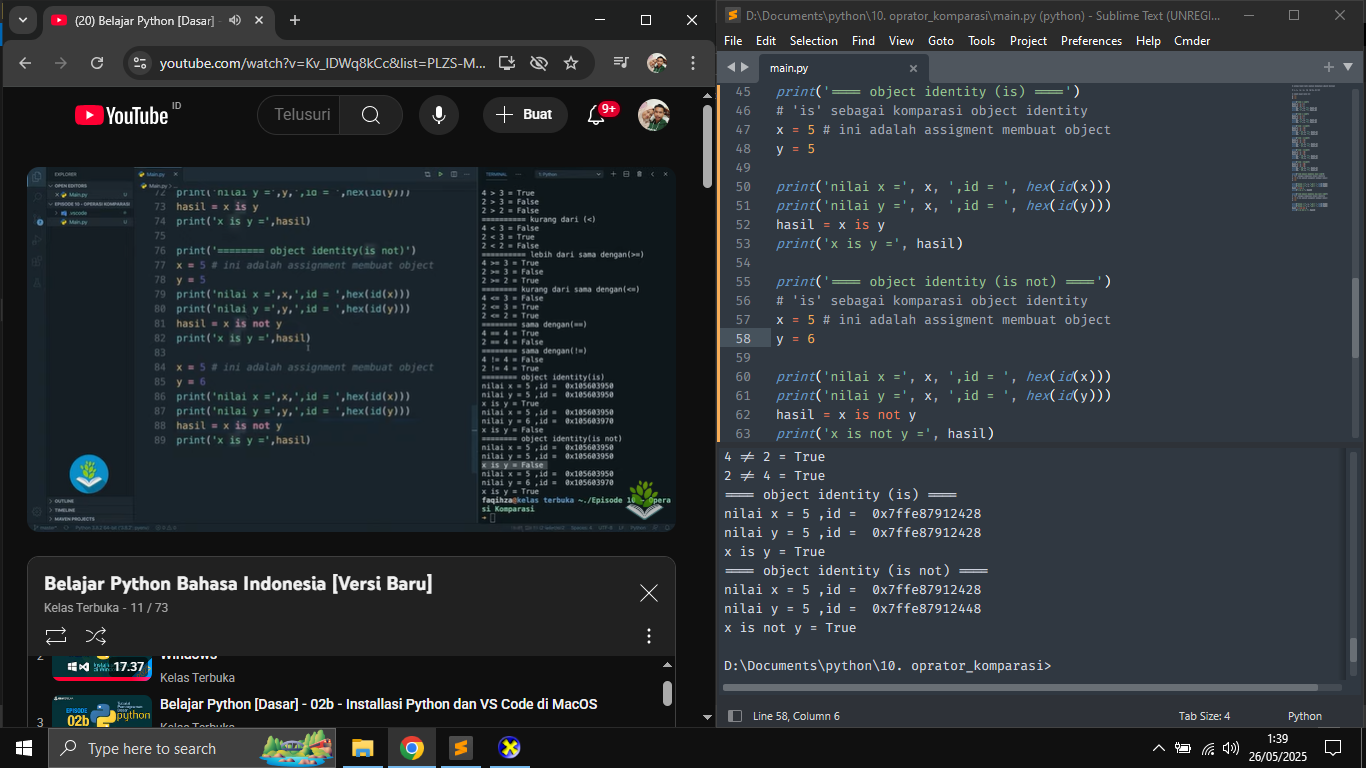 (20) Belajar Python [Dasar] -
youtube.com/watch?v=Kv_IDWq8kCc&list=PLZS-M...
YouTube ID
Telusuri
Buat
9+
EXPLORER
OPEN EDITORS
Main.py
EPISODE 10 - OPERASI KOMPARASI
.vscode
Main.py
OUTLINE
TIMELINE
MAVEN PROJECTS
Main.py
72 print('nilai y =',y,',id = ',hex(id(y)))
73 hasil = x is y
74 print('x is y =',hasil)
75
76 print('======== object identity(is not)')
77 x = 5 # ini adalah assignment membuat object
78 y = 5
79 print('nilai x =',x,',id = ',hex(id(x)))
80 print('nilai y =',y,',id = ',hex(id(y)))
81 hasil = x is not y
82 print('x is y =',hasil)
83
84 x = 5 # ini adalah assignment membuat object
85 y = 6
86 print('nilai x =',x,',id = ',hex(id(x)))
87 print('nilai y =',y,',id = ',hex(id(y)))
88 hasil = x is not y
89 print('x is y =',hasil)
TERMINAL
1: Python
4 > 3 = True
2 > 3 = False
2 > 2 = False
========== kurang dari (<)
4 < 3 = False
2 < 3 = True
2 < 2 = False
========== lebih dari sama dengan(>=)
4 >= 3 = True
2 >= 3 = False
2 >= 2 = True
======== kurang dari sama dengan(<=)
4 <= 3 = False
2 <= 3 = True
2 <= 2 = True
======== sama dengan(==)
4 == 4 = True
2 == 4 = False
======== sama dengan(!=)
4 != 4 = False
2 != 4 = True
======== object identity(is)
nilai x = 5 ,id = 0x105603950
nilai y = 5 ,id = 0x105603950
x is y = True
nilai x = 5 ,id = 0x105603950
nilai y = 6 ,id = 0x105603970
x is y = False
======== object identity(is not)
nilai x = 5 ,id = 0x105603950
nilai y = 5 ,id = 0x105603950
x is y = False
nilai x = 5 ,id = 0x105603950
nilai y = 6 ,id = 0x105603970
x is y = True
faqihza@kelas terbuka ~./Episode 10 Opera
si Komparasi
Belajar Python Bahasa Indonesia [Versi Baru]
Kelas Terbuka - 11 / 73
2
Windows
17.37
Kelas Terbuka
3
EPISODE
02b
python
Belajar Python [Dasar] - 02b - Installasi Python dan VS Code di MacOS
Kelas Terbuka
D:\Documents\python\10. oprator_komparasi\main.py (python) - Sublime Text (UNREGI...
File Edit Selection Find View Goto Tools Project Preferences Help Cmder
main.py
45 print('==== object identity (is) ====')
46 # 'is' sebagai komparasi object identity
47 x = 5 # ini adalah assigment membuat object
48 y = 5
49
50 print('nilai x =', x, ',id = ', hex(id(x)))
51 print('nilai y =', y, ',id = ', hex(id(y)))
52 hasil = x is y
53 print('x is y =', hasil)
54
55 print('==== object identity (is not) ====')
56 # 'is' sebagai komparasi object identity
57 x = 5 # ini adalah assigment membuat object
58 y = 6
59
60 print('nilai x =', x, ',id = ', hex(id(x)))
61 print('nilai y =', y, ',id = ', hex(id(y)))
62 hasil = x is not y
63 print('x is not y =', hasil)
4 != 2 = True
2 != 4 = True
==== object identity (is) ====
nilai x = 5 ,id =  0x7ffe87912428
nilai y = 5 ,id =  0x7ffe87912428
x is y = True
==== object identity (is not) ====
nilai x = 5 ,id =  0x7ffe87912428
nilai y = 5 ,id =  0x7ffe87912448
x is not y = True
D:\Documents\python\10. oprator_komparasi>
Line 58, Column 6
Tab Size: 4
Python
Type here to search
1:39
26/05/2025